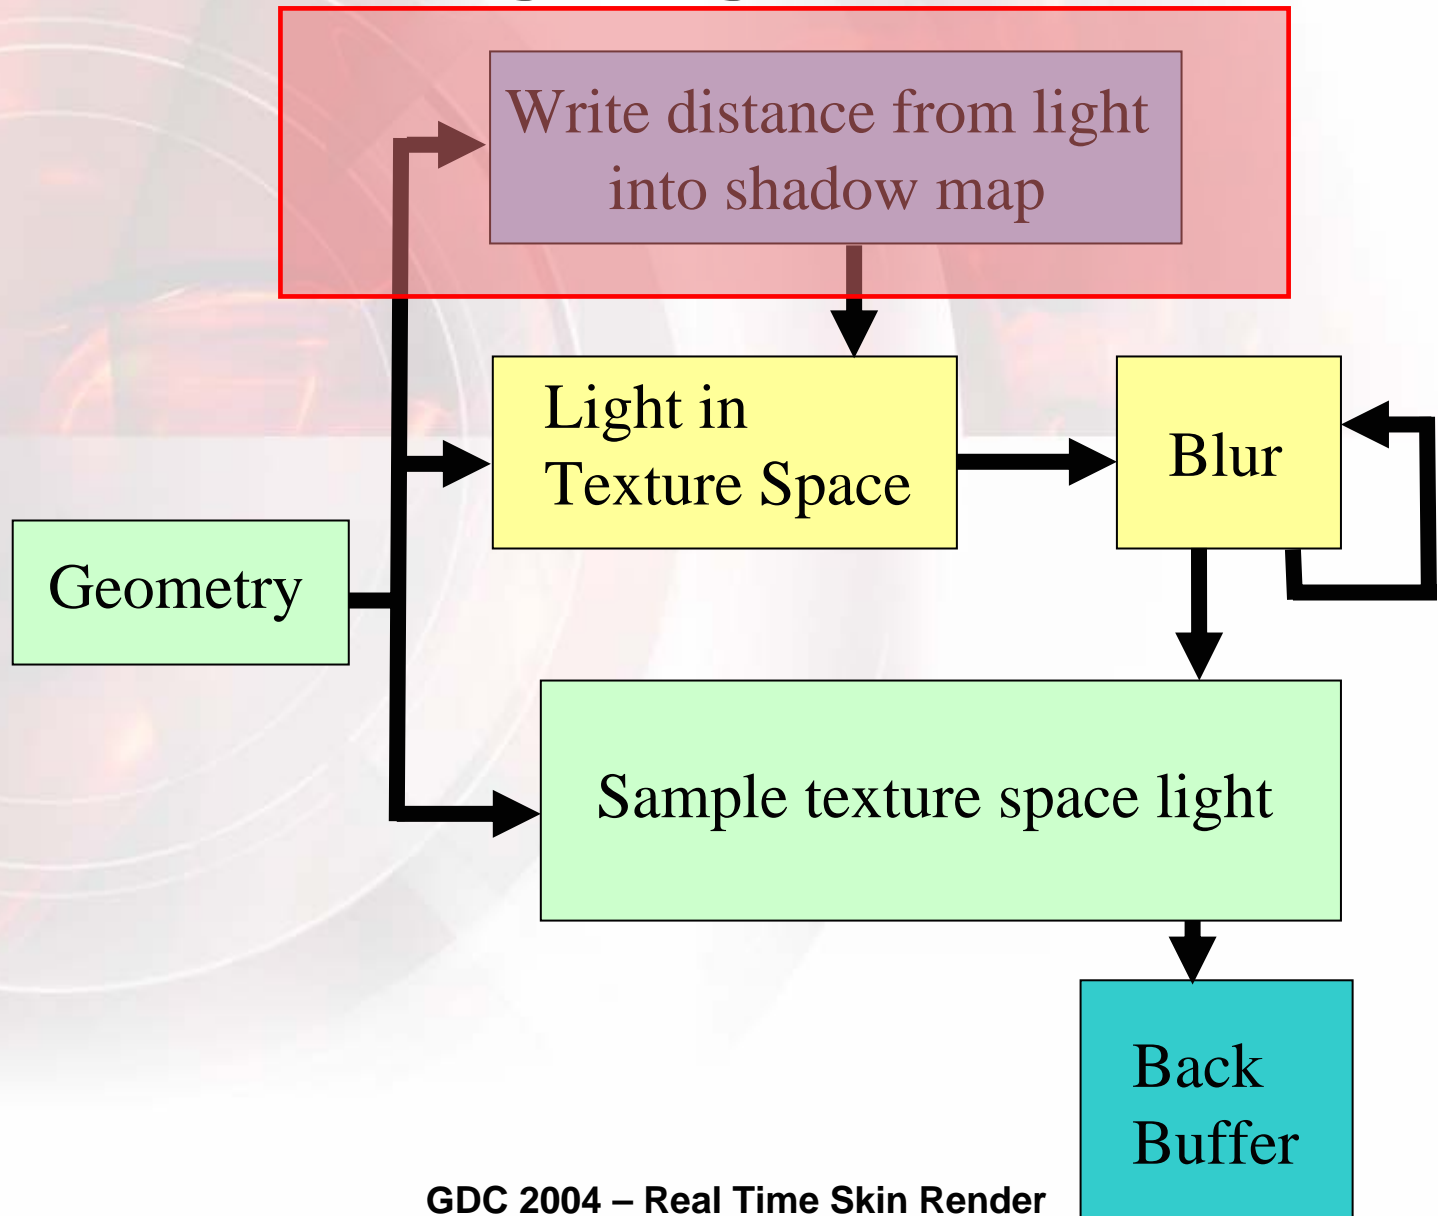 Write distance from light
into shadow map
Light in
Texture Space
Blur
Geometry
Sample texture space light
Back
Buffer
GDC 2004 – Real Time Skin Render